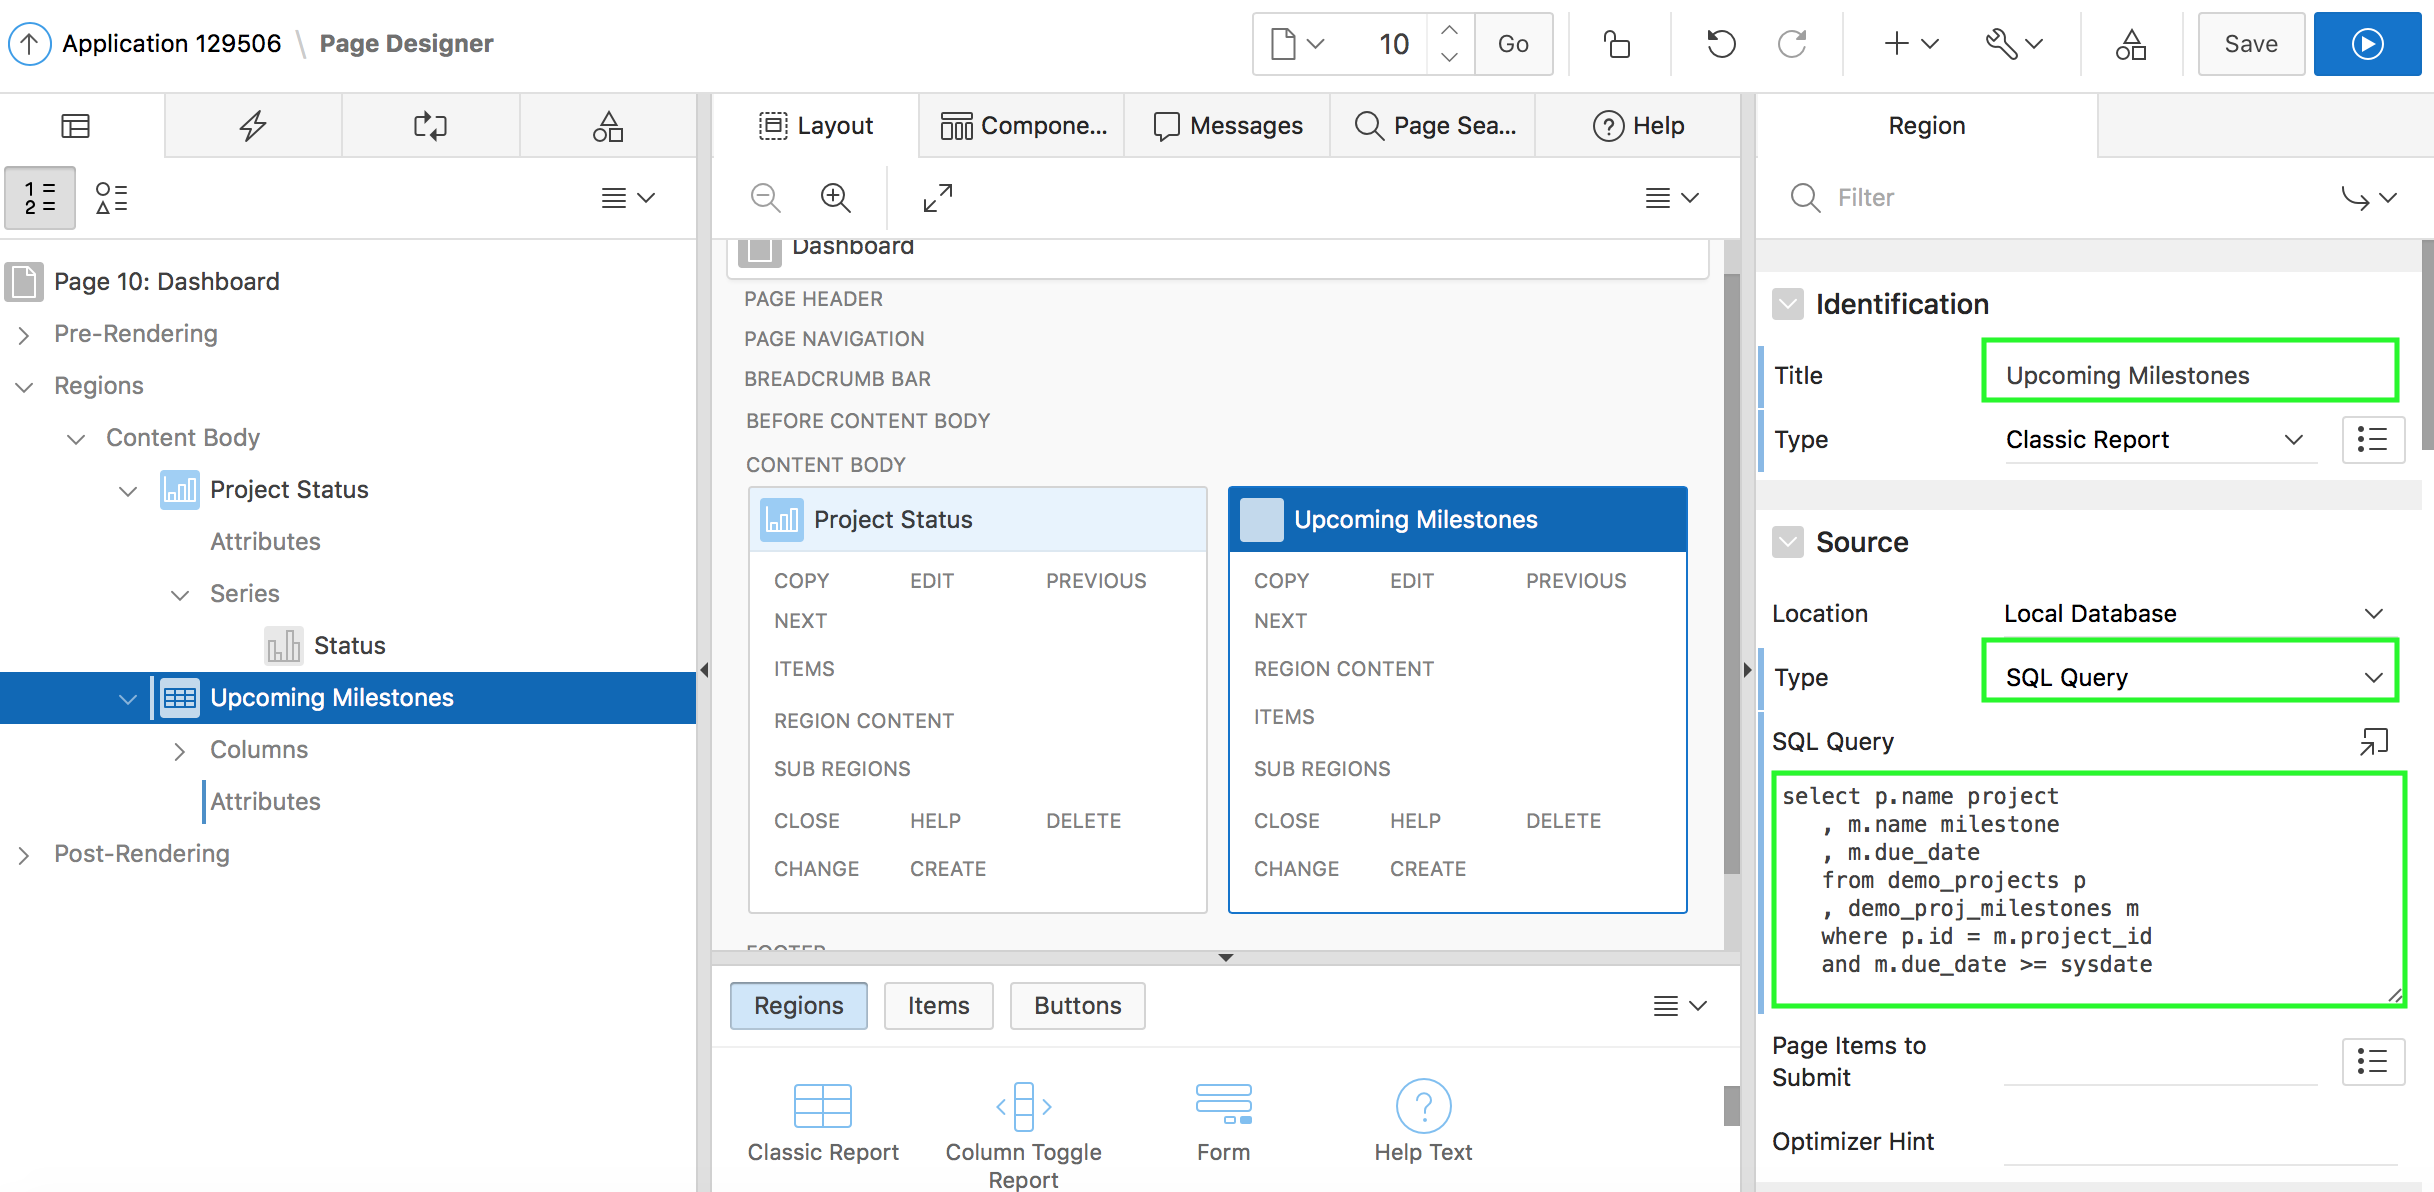 Application 129506 \ Page Designer
10
Go
Save
Layout
Compone...
Messages
Page Sea...
Help
Region
1
2
Filter
Page 10: Dashboard
Pre-Rendering
Regions
Content Body
Project Status
Attributes
Series
Status
Upcoming Milestones
Columns
Attributes
Post-Rendering
Dashboard
PAGE HEADER
PAGE NAVIGATION
BREADCRUMB BAR
BEFORE CONTENT BODY
CONTENT BODY
Project Status
COPY EDIT PREVIOUS
NEXT
ITEMS
REGION CONTENT
SUB REGIONS
CLOSE HELP DELETE
CHANGE CREATE
Upcoming Milestones
COPY EDIT PREVIOUS
NEXT
REGION CONTENT
ITEMS
SUB REGIONS
CLOSE HELP DELETE
CHANGE CREATE
FOOTER
Regions
Items
Buttons
Classic Report
Column Toggle
Report
Form
Help Text
Identification
Title Upcoming Milestones
Type Classic Report
Source
Location Local Database
Type SQL Query
SQL Query
select p.name project
, m.name milestone
, m.due_date
from demo_projects p
, demo_proj_milestones m
where p.id = m.project_id
and m.due_date >= sysdate
Page Items to
Submit
Optimizer Hint